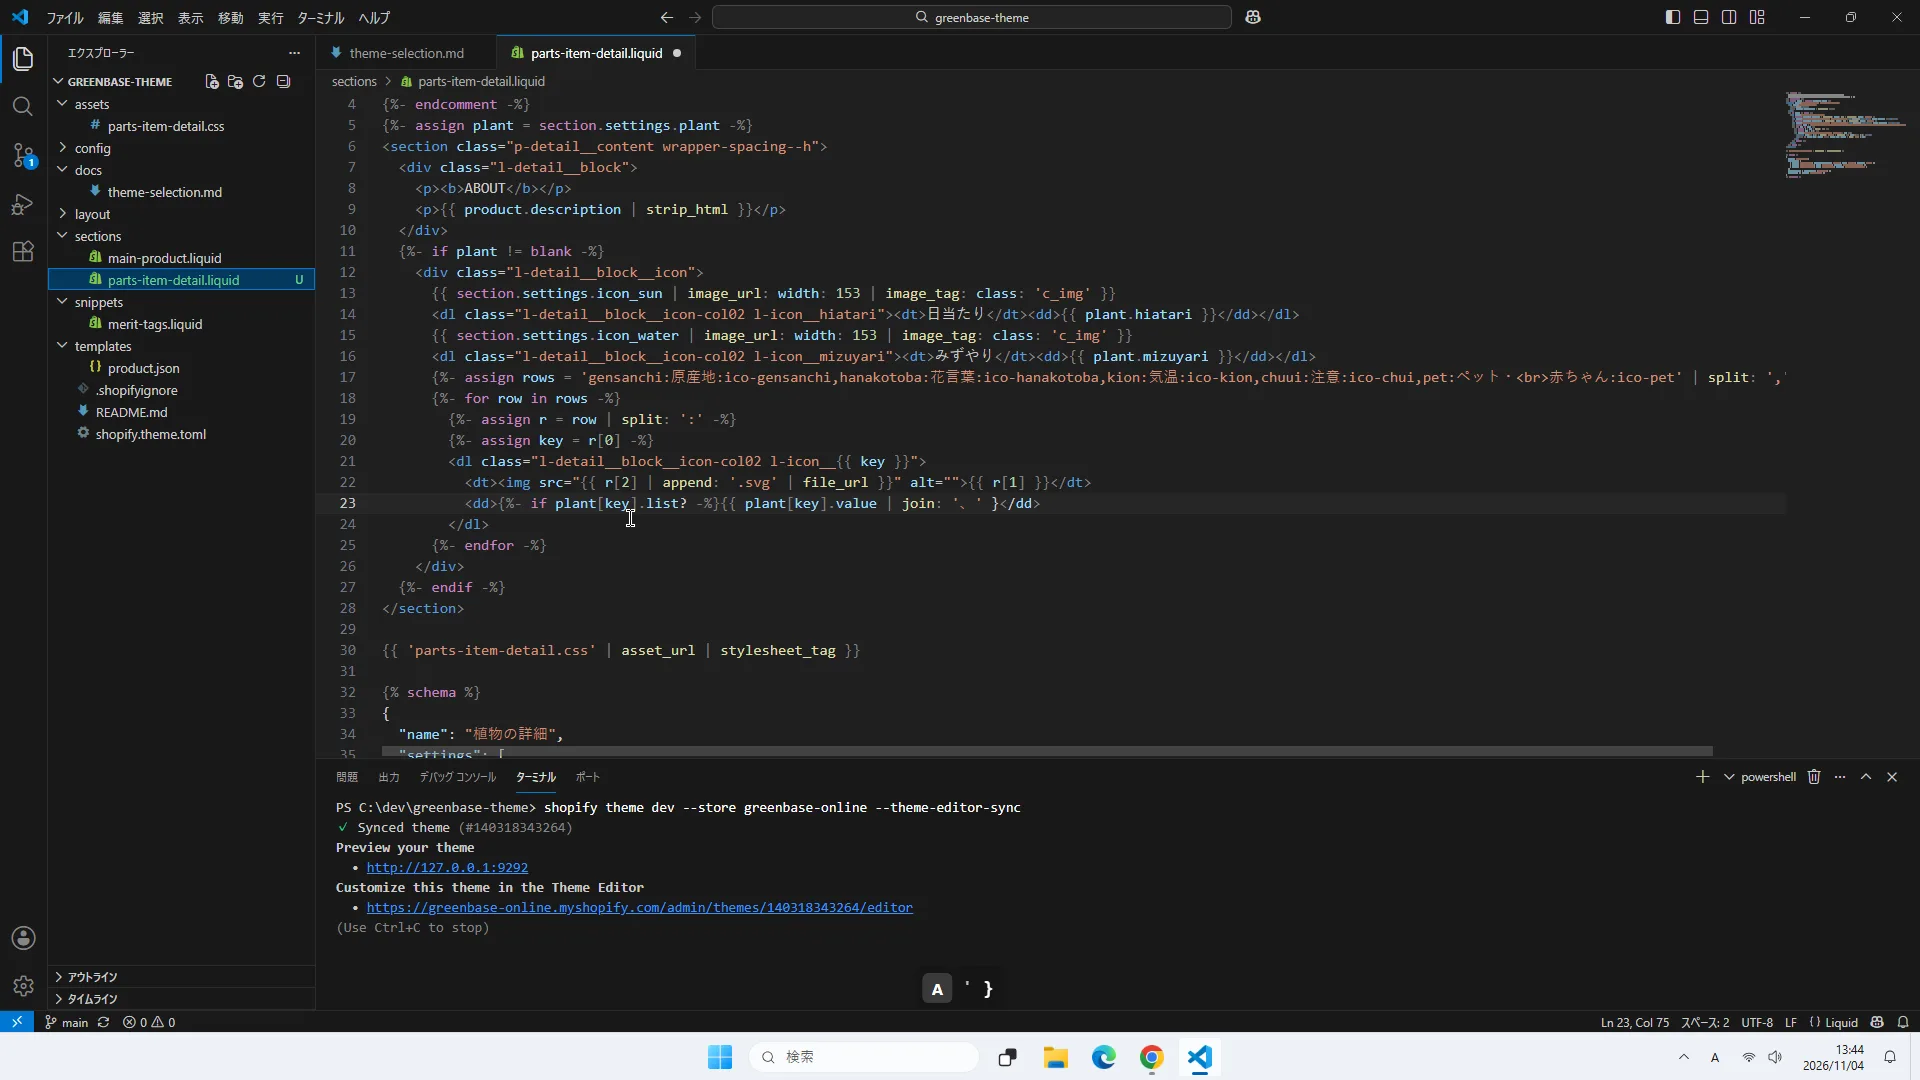 ファイル 編集 選択 表示 移動 実行 ターミナル ヘルプ
greenbase-theme
エクスプローラー
GREENBASE-THEME
assets
# parts-item-detail.css
config
docs
theme-selection.md
layout
sections
main-product.liquid
parts-item-detail.liquid U
snippets
merit-tags.liquid
templates
{} product.json
.shopifyignore
README.md
shopify.theme.toml
アウトライン
タイムライン
1
theme-selection.md
parts-item-detail.liquid
sections > parts-item-detail.liquid
4 {%- endcomment -%}
5 {%- assign plant = section.settings.plant -%}
6 <section class="p-detail__content wrapper-spacing--h">
7 <div class="l-detail__block">
8 <p><b>ABOUT</b></p>
9 <p>{{ product.description | strip_html }}</p>
10 </div>
11 {%- if plant != blank -%}
12 <div class="l-detail__block__icon">
13 {{ section.settings.icon_sun | image_url: width: 153 | image_tag: class: 'c_img' }}
14 <dl class="l-detail__block__icon-col02 l-icon__hiatari"><dt>日当たり</dt><dd>{{ plant.hiatari }}</dd></dl>
15 {{ section.settings.icon_water | image_url: width: 153 | image_tag: class: 'c_img' }}
16 <dl class="l-detail__block__icon-col02 l-icon__mizuyari"><dt>みずやり</dt><dd>{{ plant.mizuyari }}</dd></dl>
17 {%- assign rows = 'gensanchi:原産地:ico-gensanchi,hanakotoba:花言葉:ico-hanakotoba,kion:気温:ico-kion,chuui:注意:ico-chui,pet:ペット・<br>赤ちゃん:ico-pet' | split: ','
18 {%- for row in rows -%}
19 {%- assign r = row | split: ':' -%}
20 {%- assign key = r[0] -%}
21 <dl class="l-detail__block__icon-col02 l-icon__{{ key }}">
22 <dt><img src="{{ r[2] | append: '.svg' | file_url }}" alt="">{{ r[1] }}</dt>
23 <dd>{%- if plant[key].list? -%}{{ plant[key].value | join: '、' }</dd>
24 </dl>
25 {%- endfor -%}
26 </div>
27 {%- endif -%}
28 </section>
29
30 {{ 'parts-item-detail.css' | asset_url | stylesheet_tag }}
31
32 {% schema %}
33 {
34 "name": "植物の詳細",
35 "settings": [
問題 出力 デバッグ コンソール ターミナル ポート
powershell
PS C:\dev\greenbase-theme> shopify theme dev --store greenbase-online --theme-editor-sync
✓ Synced theme (#140318343264)
Preview your theme
• http://127.0.0.1:9292
Customize this theme in the Theme Editor
• https://greenbase-online.myshopify.com/admin/themes/140318343264/editor
(Use Ctrl+C to stop)
A ' }
main 0 0
Ln 23, Col 75 スペース: 2 UTF-8 LF {} Liquid
検索
A
13:44
2026/11/04